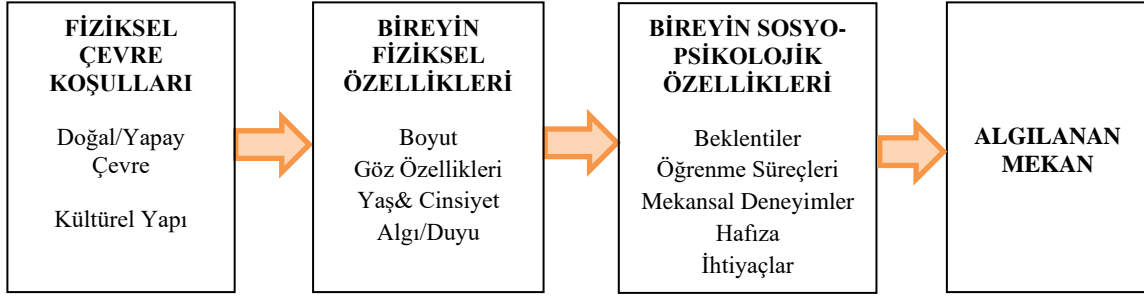 FİZİKSEL
ÇEVRE
KOŞULLARI
Doğal/Yapay
Çevre
Kültürel Yapı
BİREYİN
FİZİKSEL
ÖZELLİKLERİ
Boyut
Göz Özellikleri
Yaş& Cinsiyet
Algı/Duyu
BİREYİN SOSYO-
PSİKOLOJİK
ÖZELLİKLERİ
Beklentiler
Öğrenme Süreçleri
Mekansal Deneyimler
Hafıza
İhtiyaçlar
ALGILANAN
MEKAN